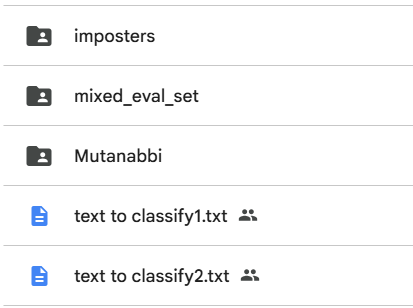 imposters
mixed_eval_set
Mutanabbi
text to classify1.txt
text to classify2.txt